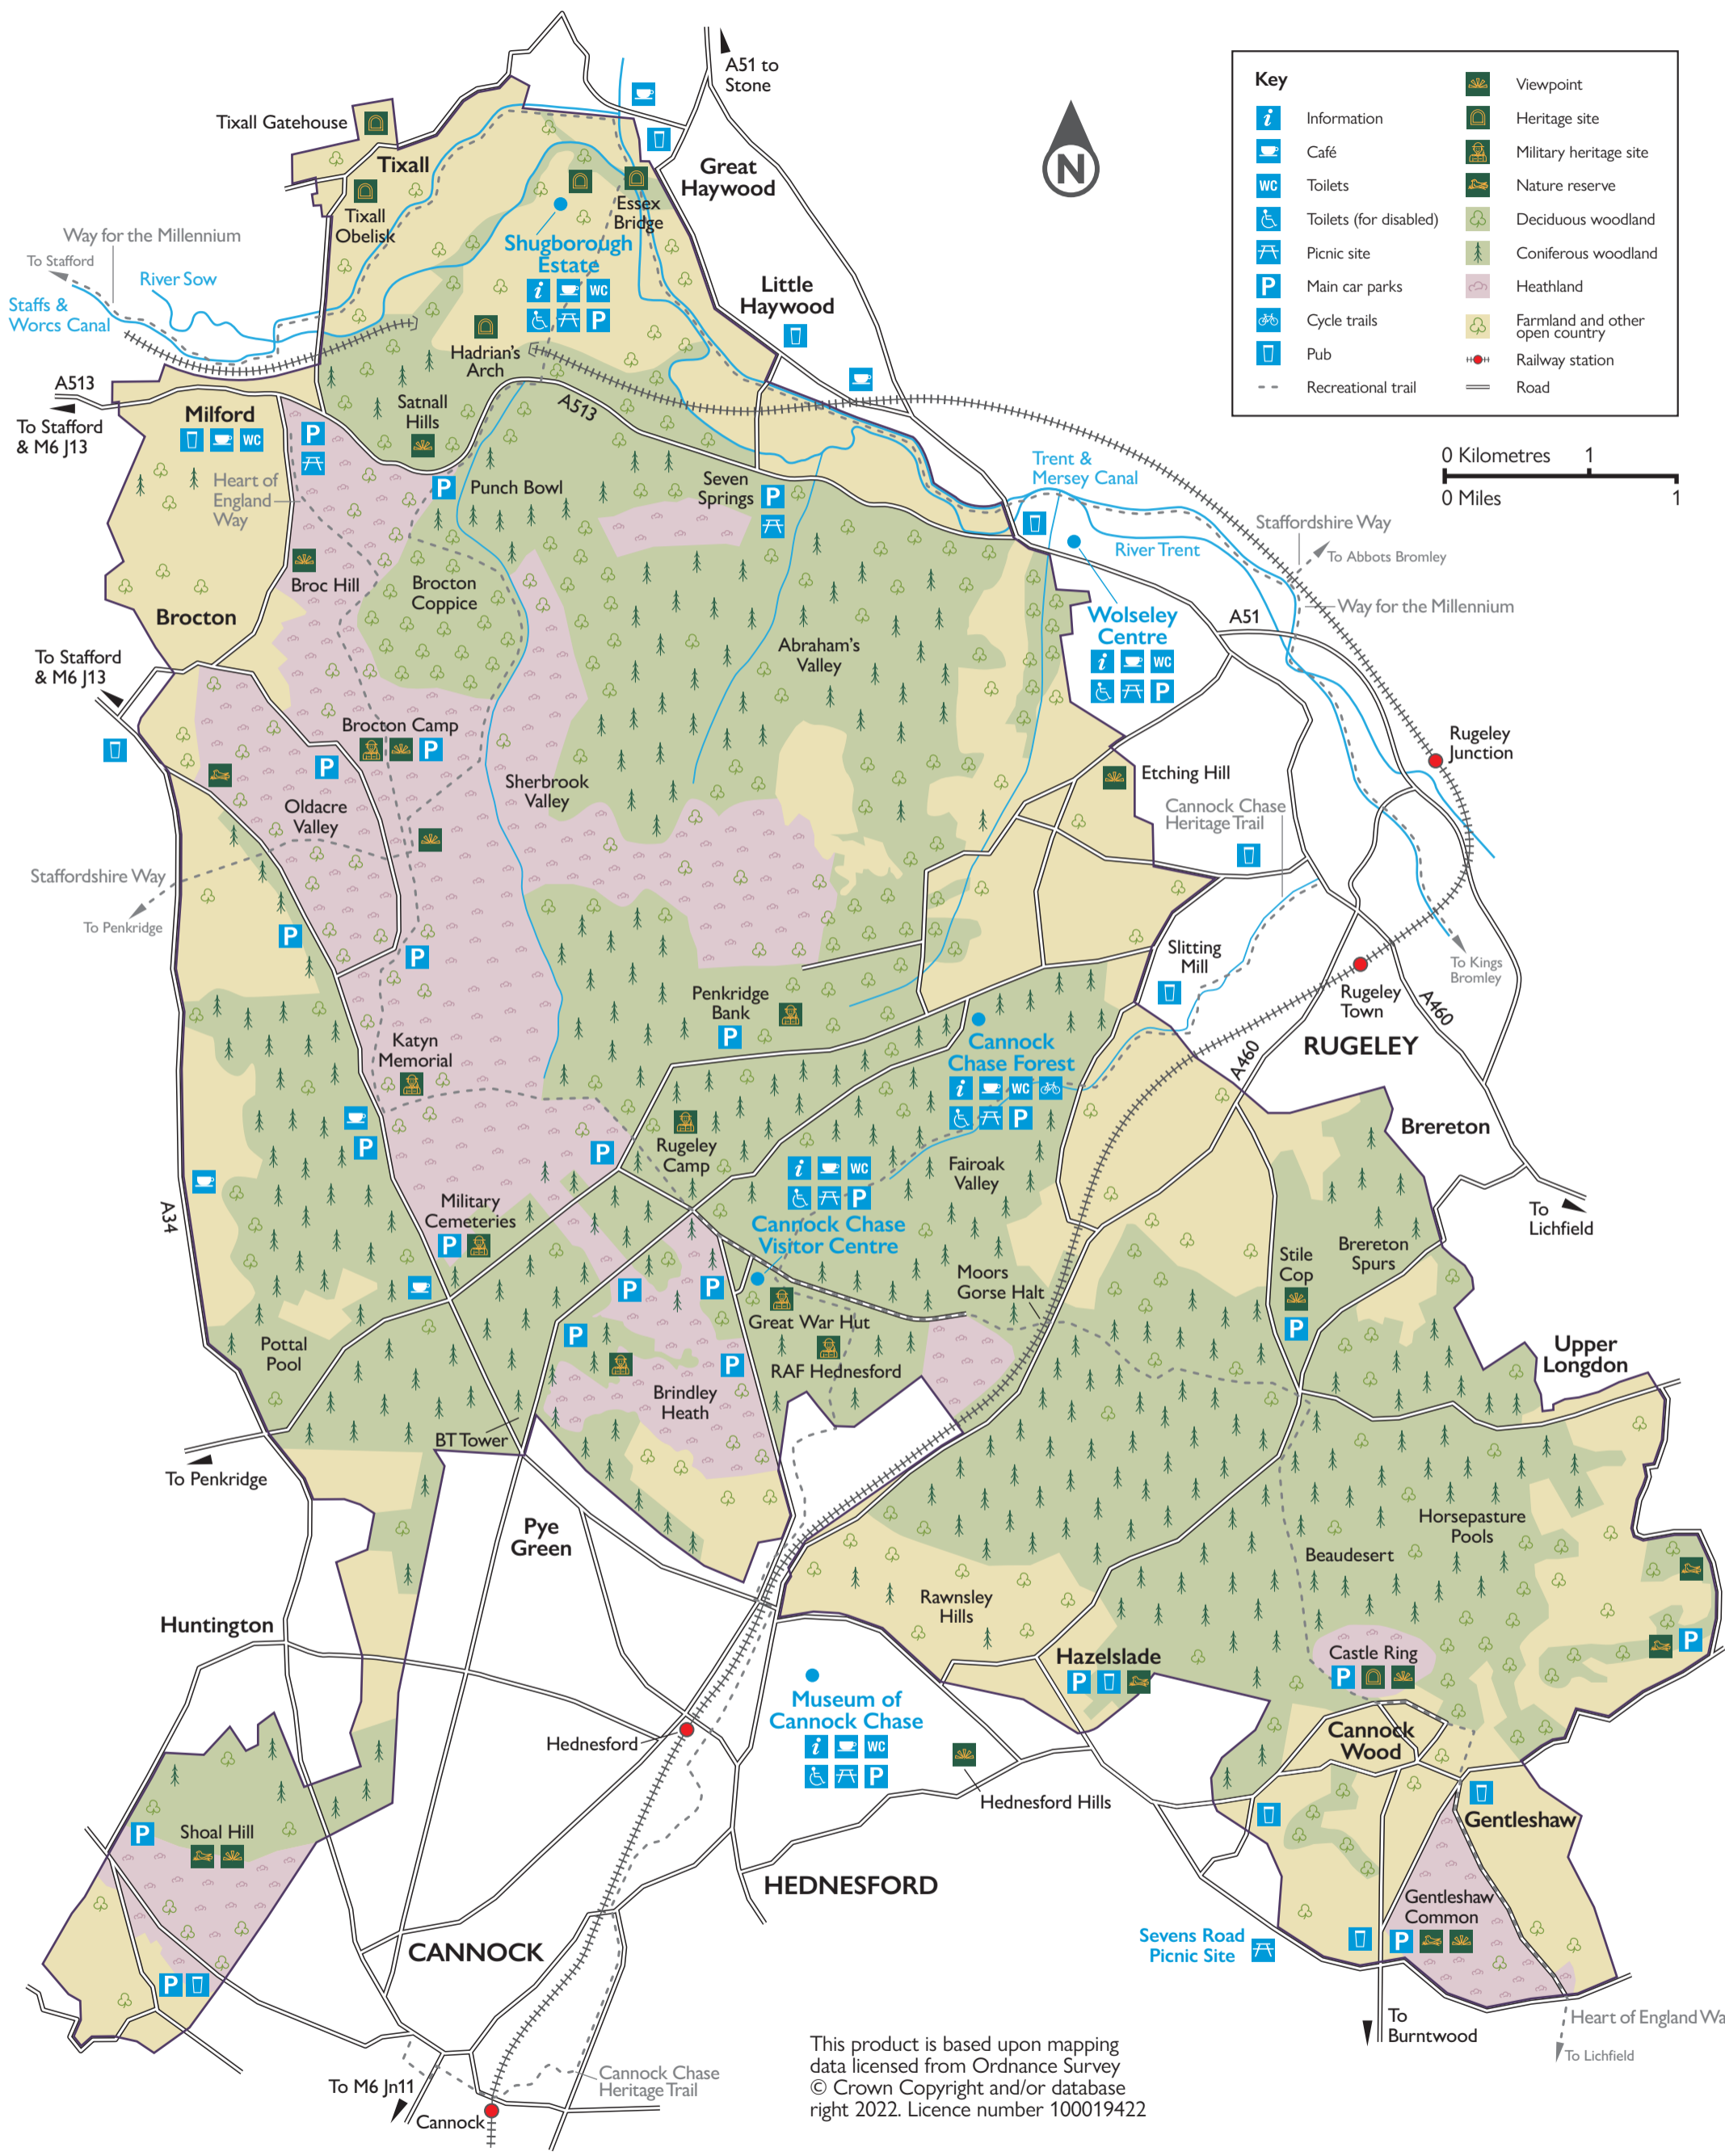 A51 to
Stone
Tixall Gatehouse
Tixall
Tixall
Obelisk
Great
Haywood
Essex
Bridge
Shugborough
Estate
i
WC
P
Way for the Millennium
To Stafford
River Sow
Staffs &
Worcs Canal
Little
Haywood
Hadrian's
Arch
A513
To Stafford
& M6 J13
Milford
WC
P
Satnall
Hills
A513
Heart of
England
Way
P
Punch Bowl
Seven
Springs
P
Trent &
Mersey Canal
River Trent
Staffordshire Way
To Abbots Bromley
Way for the Millennium
Broc Hill
Brocton
Coppice
Brocton
Abraham's
Valley
Wolseley
Centre
i
WC
P
A51
To Stafford
& M6 J13
Brocton Camp
P
P
Oldacre
Valley
Sherbrook
Valley
Etching Hill
Rugeley
Junction
Cannock Chase
Heritage Trail
Staffordshire Way
To Penkridge
P
P
Slitting
Mill
To Kings
Bromley
Rugeley
Town
A460
RUGELEY
A460
Penkridge
Bank
P
Katyn
Memorial
Cannock
Chase Forest
i
WC
P
P
Rugeley
Camp
P
Brereton
Fairoak
Valley
i
WC
P
Cannock Chase
Visitor Centre
A34
Military
Cemeteries
P
To
Lichfield
Brereton
Spurs
Stile
Cop
P
Moors
Gorse Halt
P
P
Great War Hut
RAF Hednesford
P
P
Pottal
Pool
Brindley
Heath
Upper
Longdon
BT Tower
To Penkridge
Pye
Green
Horsepasture
Pools
Beaudesert
Rawnsley
Hills
Huntington
Hazelslade
P
Castle Ring
P
P
Museum of
Cannock Chase
i
WC
P
Hednesford
Cannock
Wood
Hednesford Hills
Gentleshaw
P
Shoal Hill
HEDNESFORD
Gentleshaw
Common
P
Sevens Road
Picnic Site
CANNOCK
P
To
Burntwood
Heart of England Wa
To Lichfield
To M6 Jn11
Cannock
Cannock Chase
Heritage Trail
This product is based upon mapping
data licensed from Ordnance Survey
© Crown Copyright and/or database
right 2022. Licence number 100019422
N
Key
i Information
Café
WC Toilets
Toilets (for disabled)
Picnic site
P Main car parks
Cycle trails
Pub
Recreational trail
Viewpoint
Heritage site
Military heritage site
Nature reserve
Deciduous woodland
Coniferous woodland
Heathland
Farmland and other
open country
Railway station
Road
0 Kilometres 1
0 Miles 1